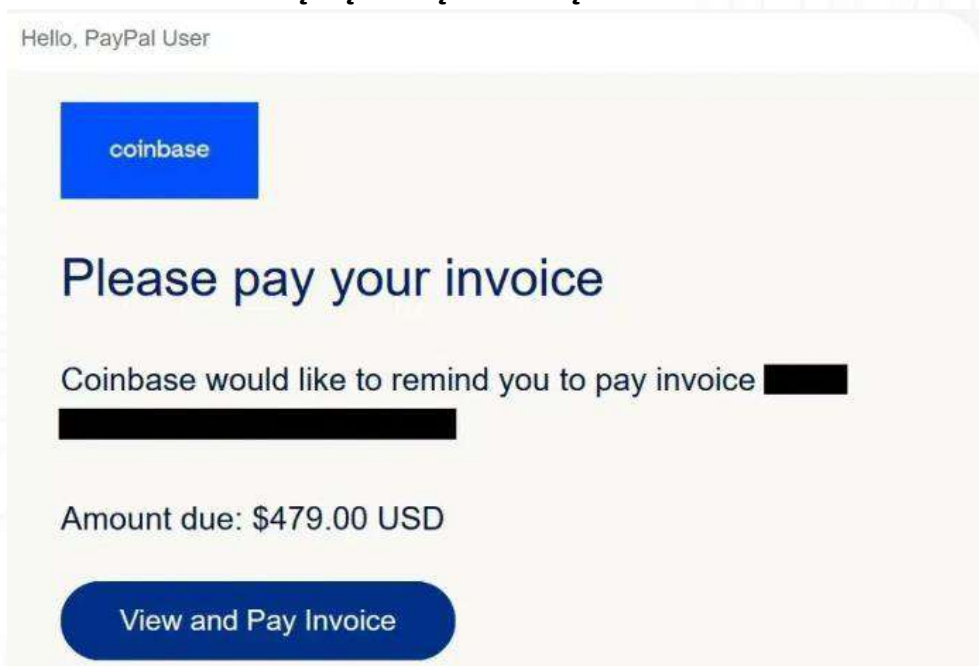 Hello, PayPal User
coinbase
Please pay your invoice
Coinbase would like to remind you to pay invoice
Amount due: $479.00 USD
View and Pay Invoice